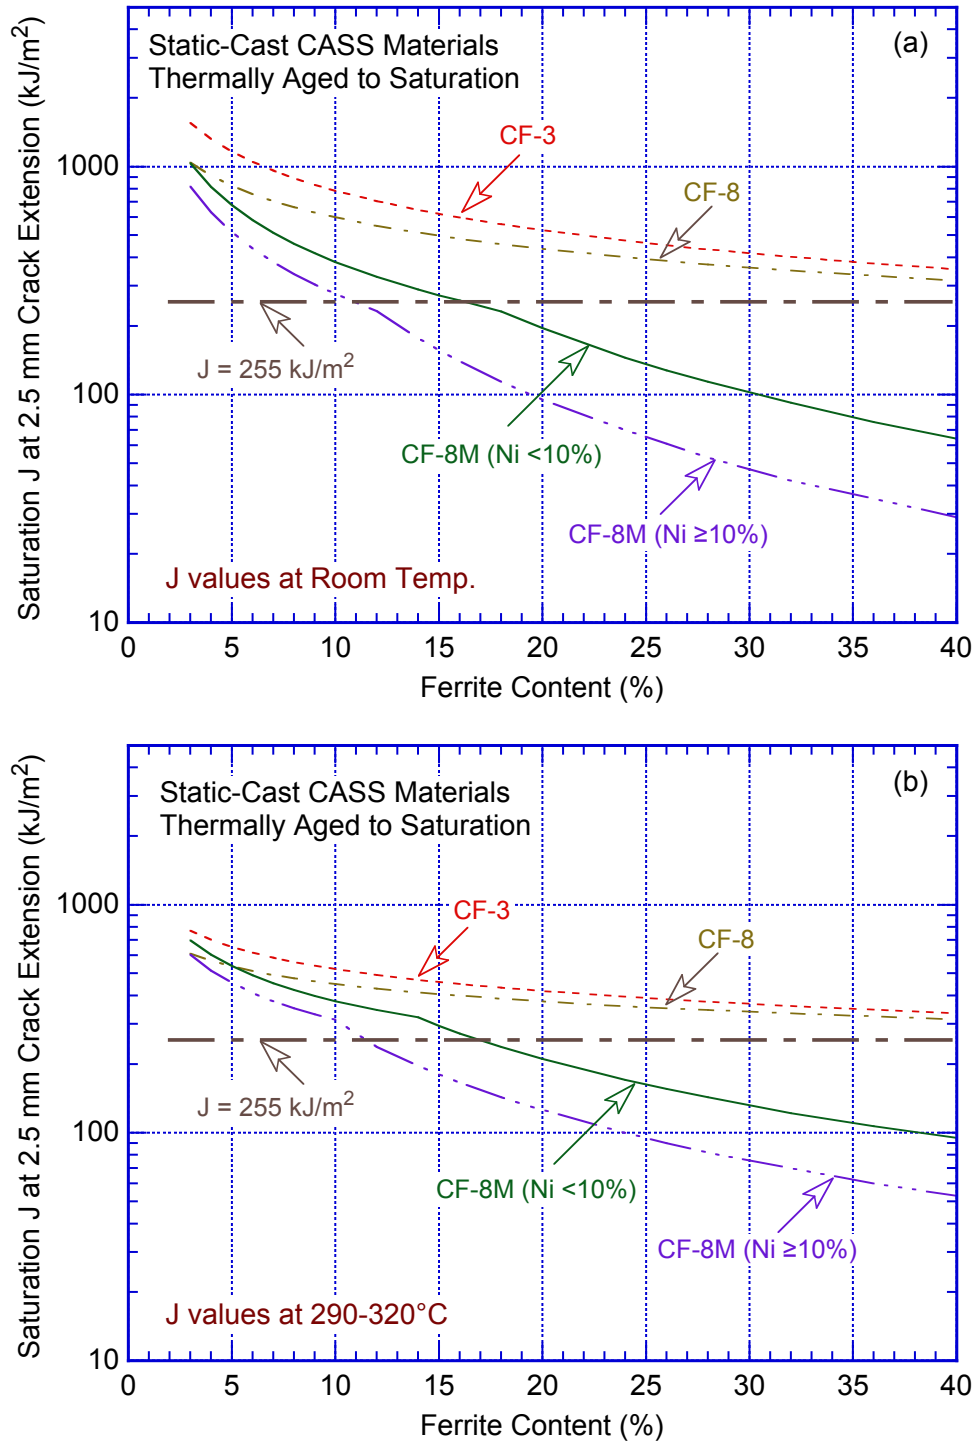 Static-Cast CASS Materials
Thermally Aged to Saturation
(a)
CF-3
CF-8
J = 255 kJ/m²
CF-8M (Ni <10%)
CF-8M (Ni ≥10%)
J values at Room Temp.
Saturation J at 2.5 mm Crack Extension (kJ/m²)
1000
100
10
0 5 10 15 20 25 30 35 40
Ferrite Content (%)
Static-Cast CASS Materials
Thermally Aged to Saturation
(b)
CF-3
CF-8
J = 255 kJ/m²
CF-8M (Ni <10%)
CF-8M (Ni ≥10%)
J values at 290-320°C
Saturation J at 2.5 mm Crack Extension (kJ/m²)
1000
100
10
0 5 10 15 20 25 30 35 40
Ferrite Content (%)